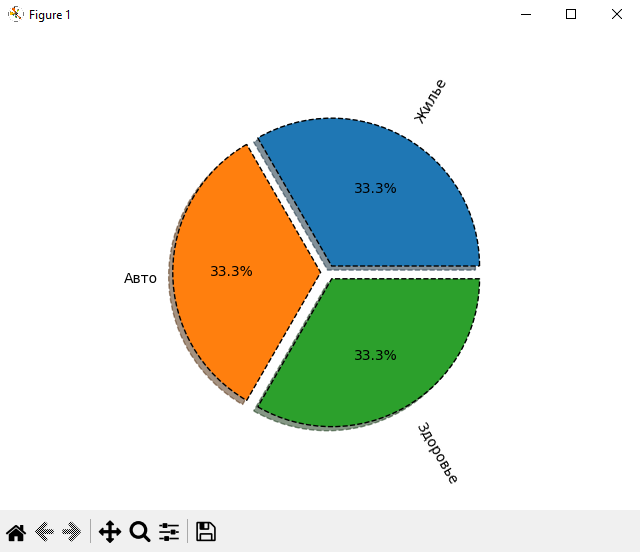 Figure 1
Жилье
33.3%
33.3%
Авто
33.3%
Здоровье